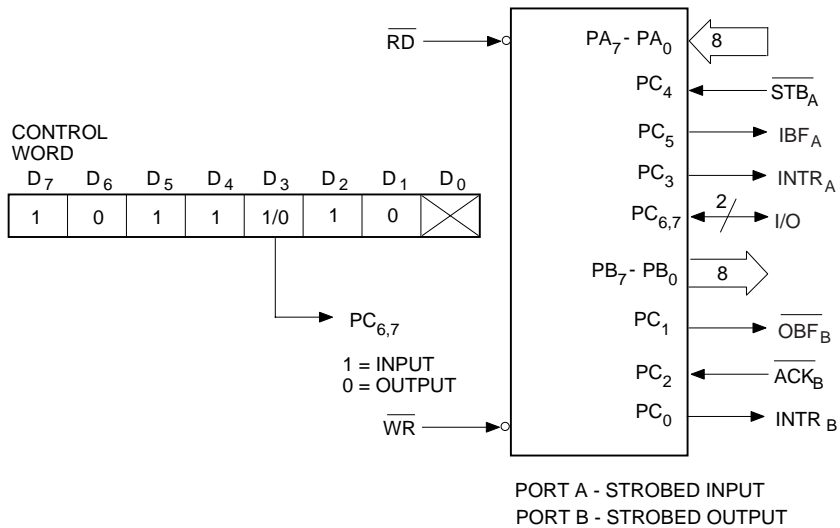 RD
CONTROL
WORD
D7 D6 D5 D4 D3 D2 D1 D0
1 0 1 1 1/0 1 0
PC6,7
1 = INPUT
0 = OUTPUT
WR
PA7 - PA0 8
PC4 STBA
PC5 IBFA
PC3 INTRA
PC6,7 2 I/O
PB7 - PB0 8
PC1 OBFB
PC2 ACKB
PC0 INTR B
PORT A - STROBED INPUT
PORT B - STROBED OUTPUT